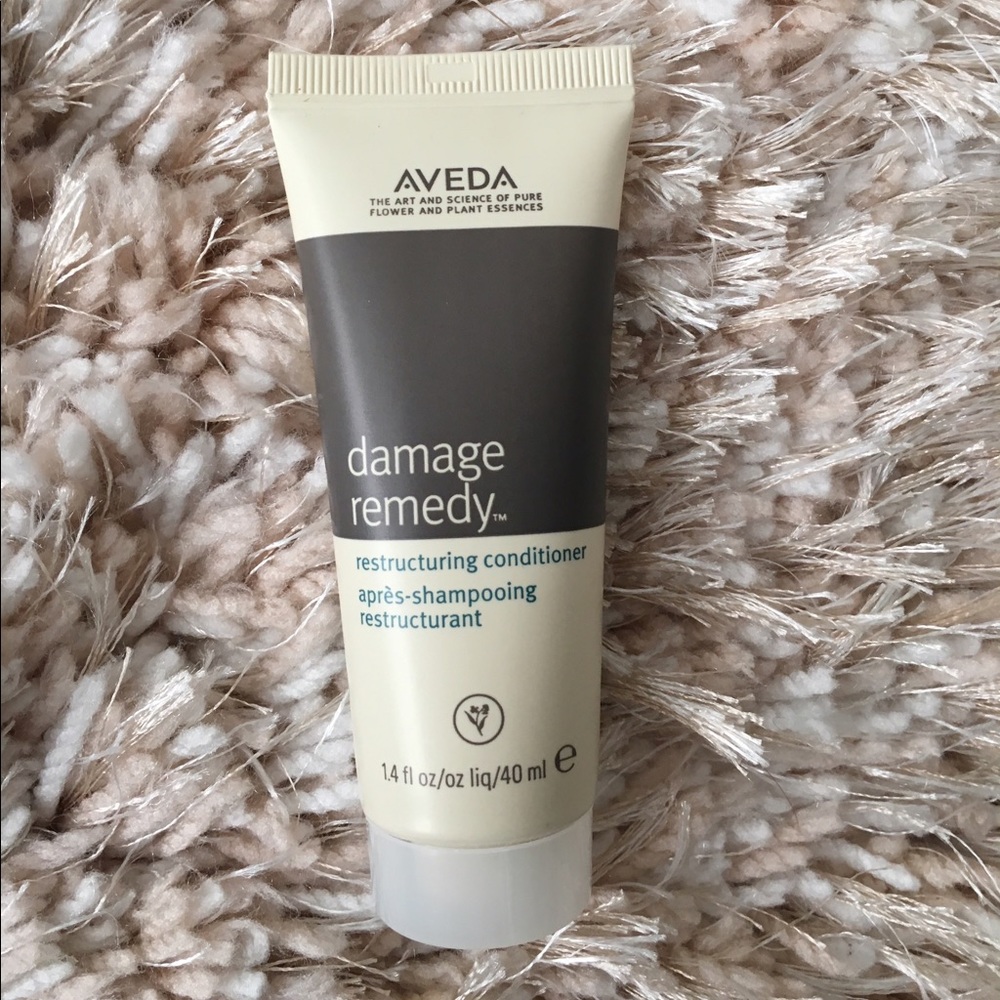 AVEDA
THE ART AND SCIENCE OF PURE
FLOWER AND PLANT ESSENCES
damage
remedy™
restructuring conditioner
après-shampooing
restructurant
1.4 fl oz/oz liq/40 ml ℮